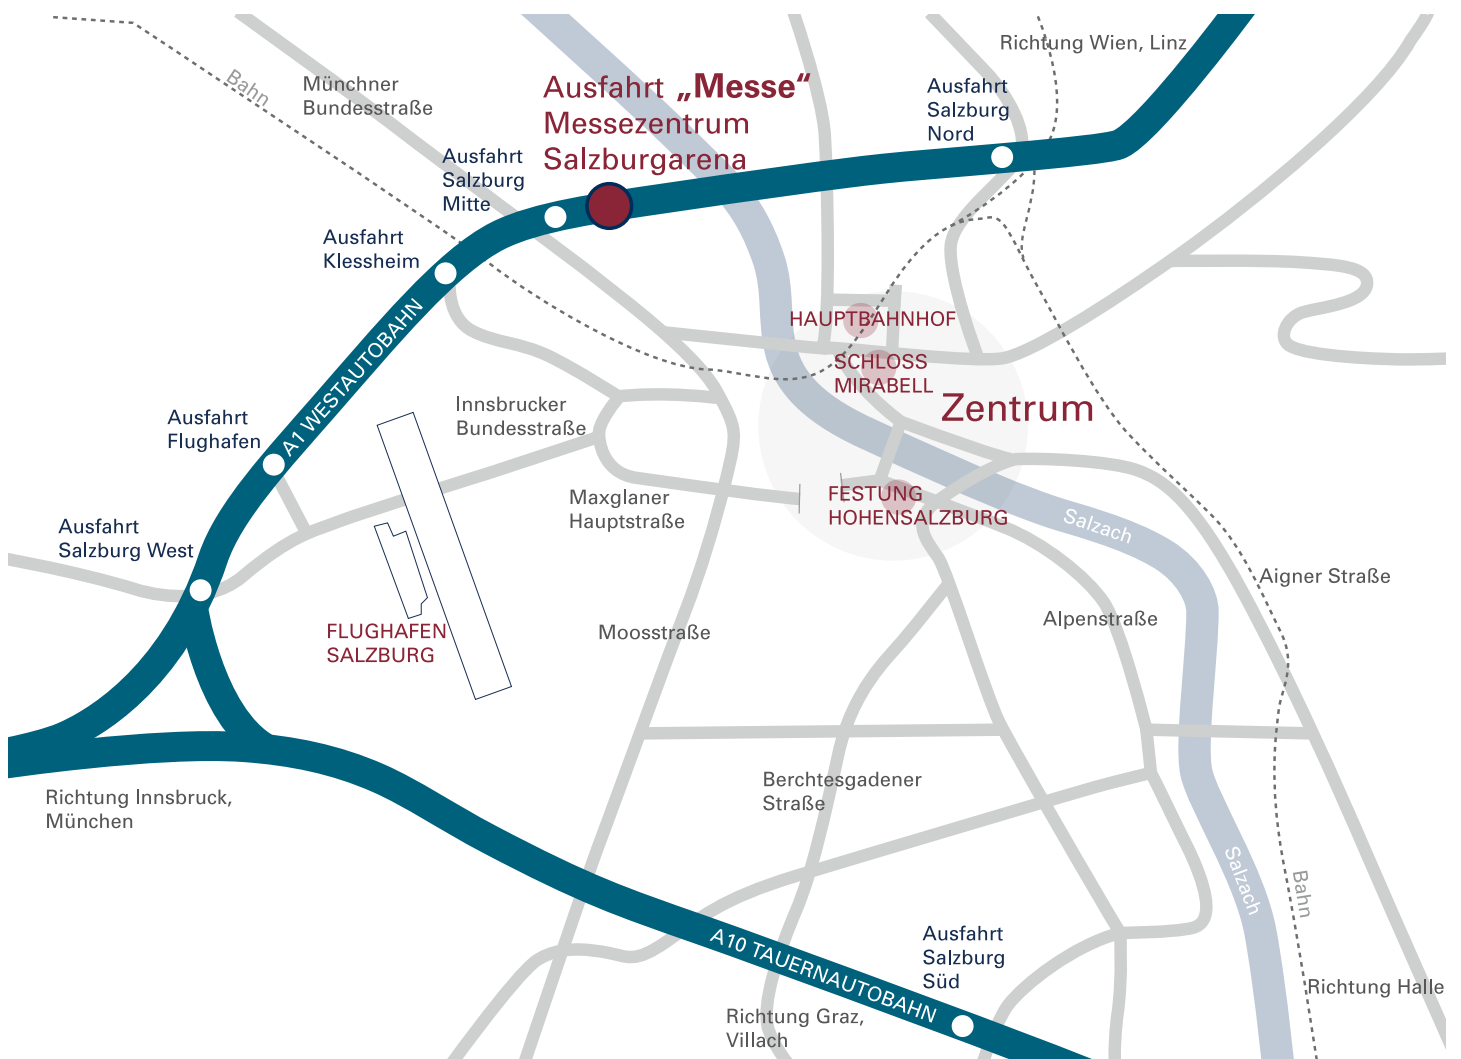 Richtung Wien, Linz
Bahn
Münchner
Bundesstraße
Ausfahrt „Messe“
Messezentrum
Salzburgarena
Ausfahrt
Salzburg
Nord
Ausfahrt
Salzburg
Mitte
Ausfahrt
Klessheim
A1 WESTAUTOBAHN
HAUPTBAHNHOF
SCHLOSS
MIRABELL
Zentrum
Innsbrucker
Bundesstraße
Ausfahrt
Flughafen
Maxglaner
Hauptstraße
FESTUNG
HOHENSALZBURG
Salzach
Ausfahrt
Salzburg West
Aigner Straße
Alpenstraße
FLUGHAFEN
SALZBURG
Moosstraße
Berchtesgadener
Straße
Richtung Innsbruck,
München
Salzach
Bahn
A10 TAUERNAUTOBAHN
Ausfahrt
Salzburg
Süd
Richtung Halle
Richtung Graz,
Villach